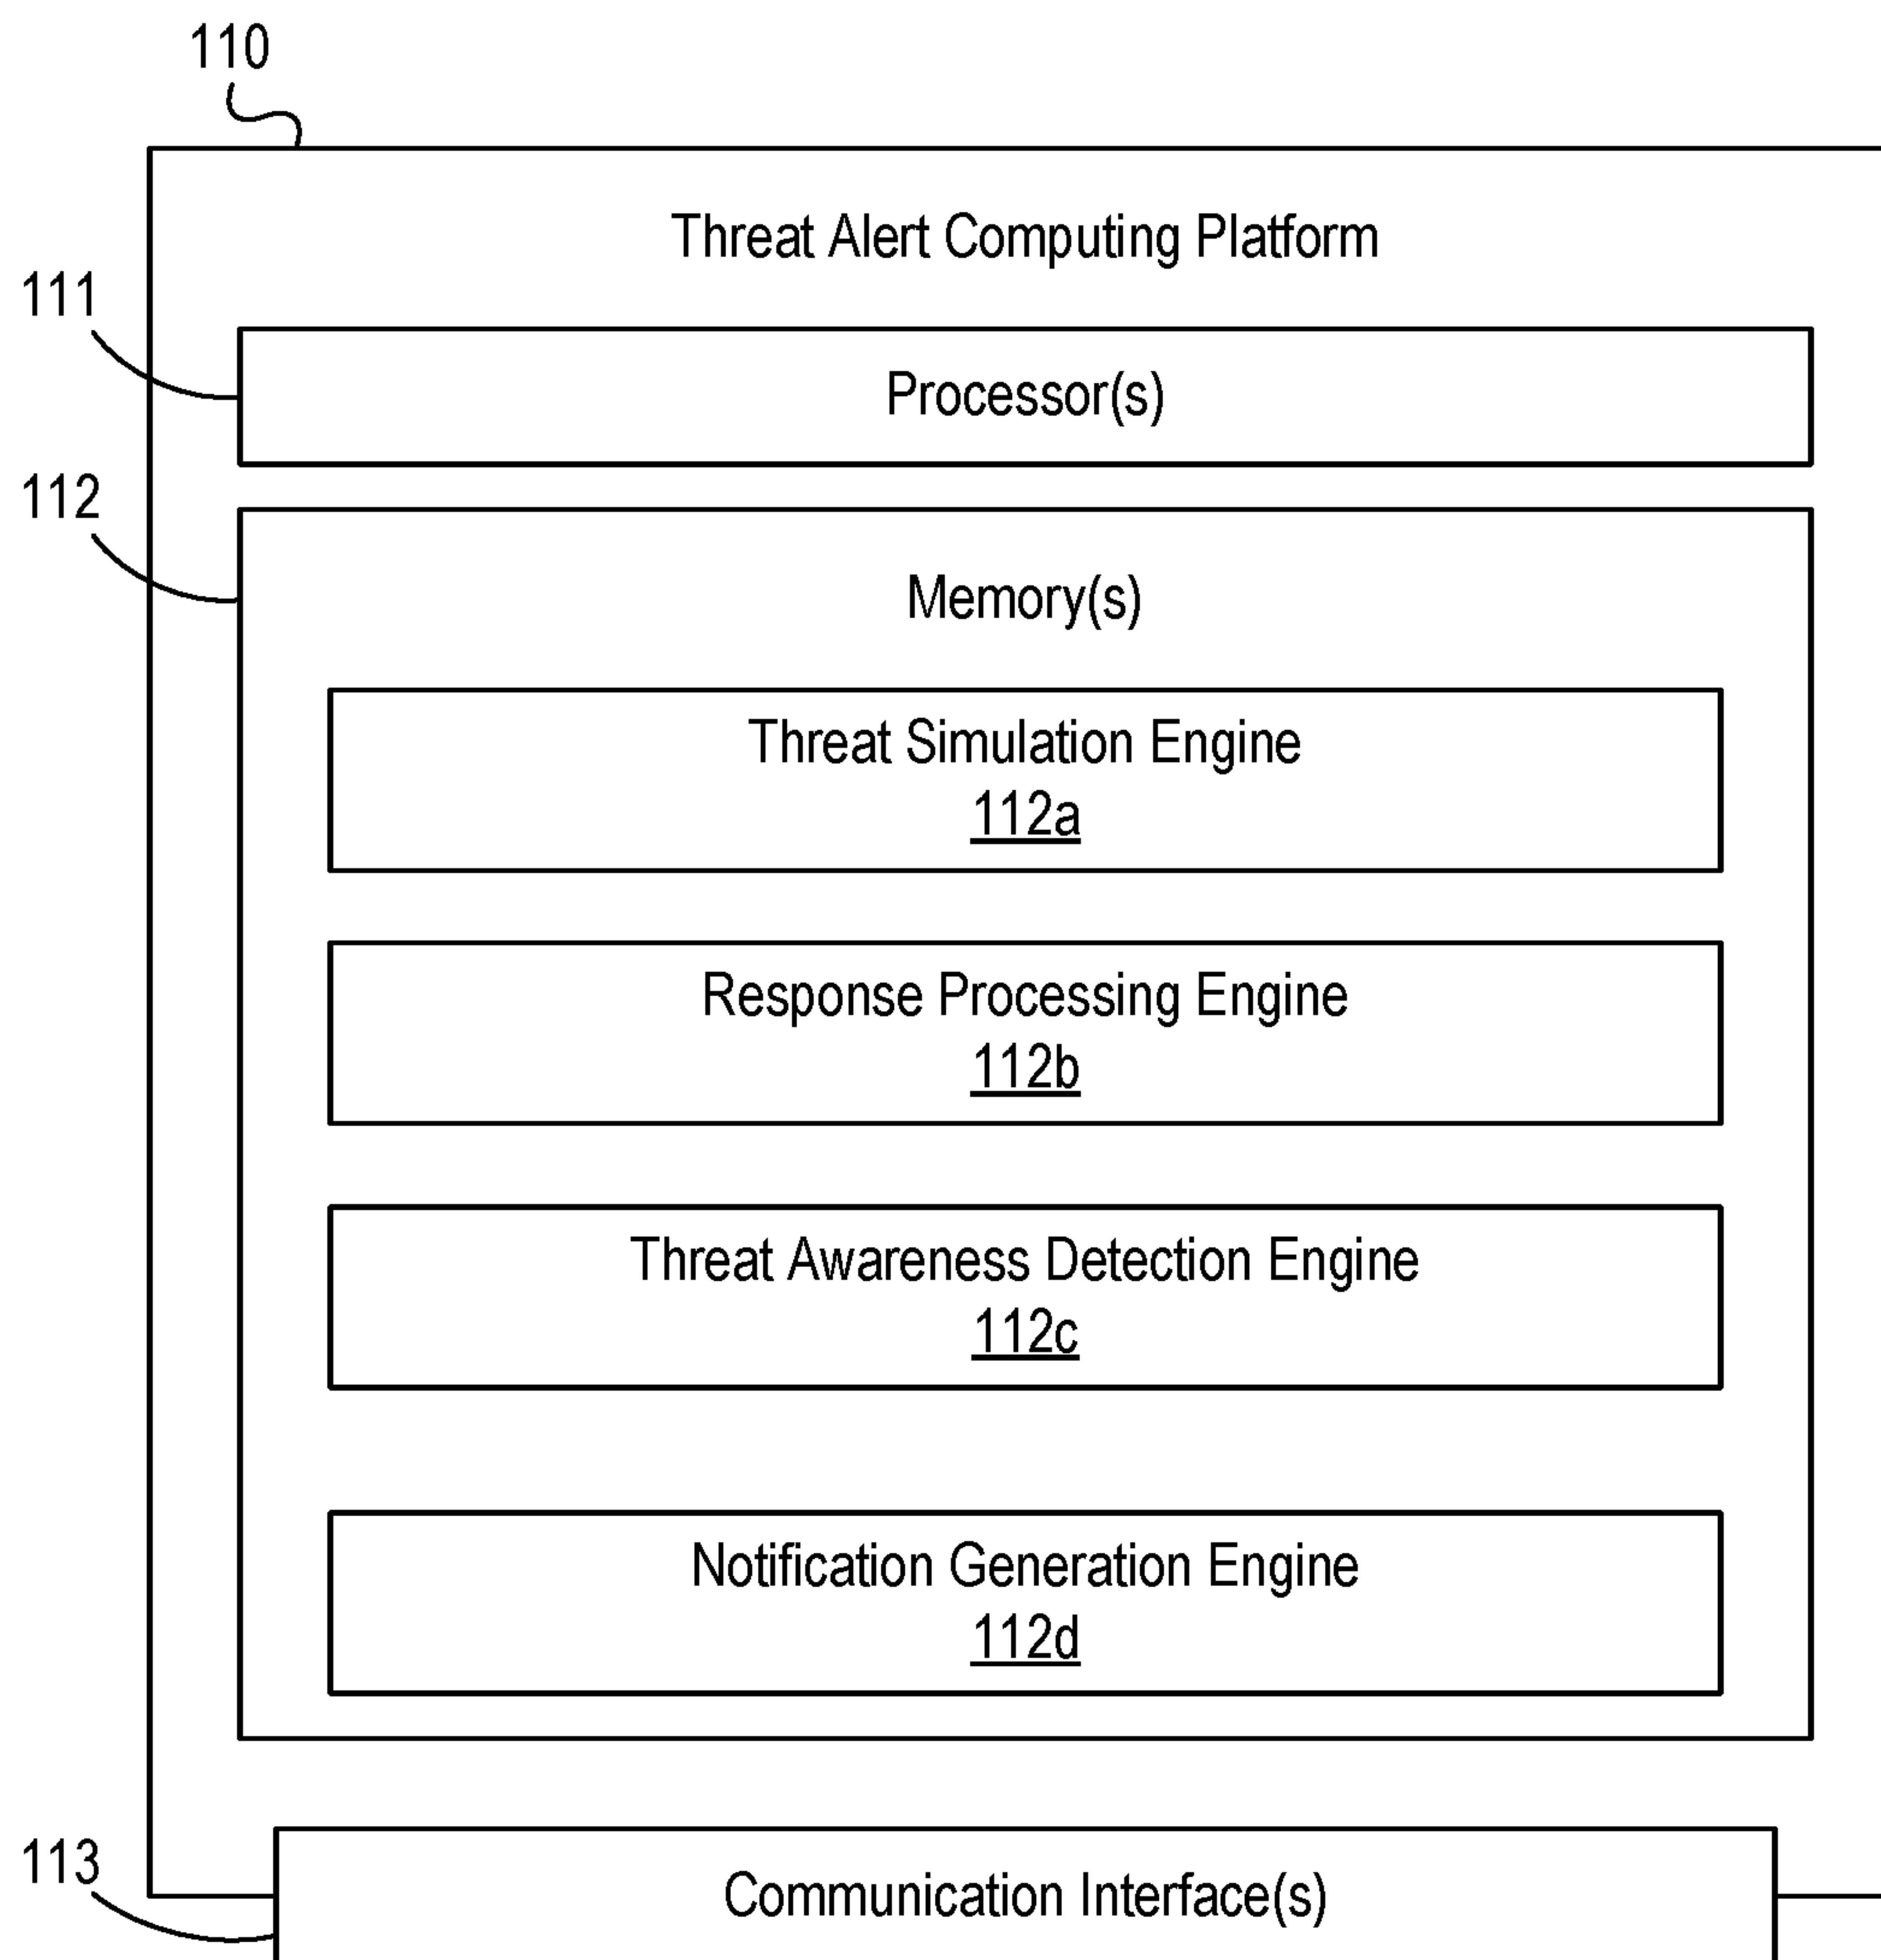 110
Threat Alert Computing Platform
111
Processor(s)
112
Memory(s)
Threat Simulation Engine
112a
Response Processing Engine
112b
Threat Awareness Detection Engine
112c
Notification Generation Engine
112d
113
Communication Interface(s)